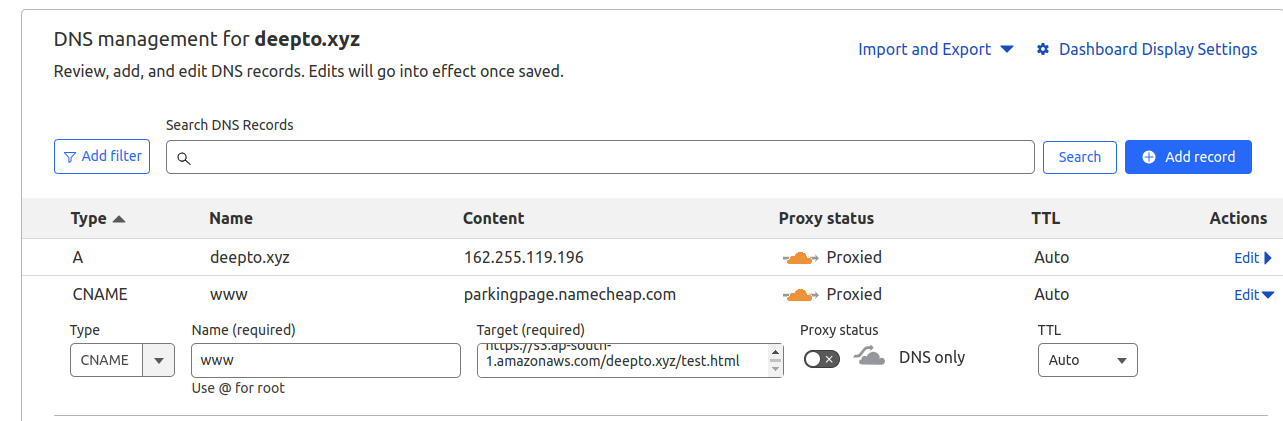 DNS management for deepto.xyz
Import and Export
Dashboard Display Settings
Review, add, and edit DNS records. Edits will go into effect once saved.
Search DNS Records
Add filter
Search
Add record
Type Name Content Proxy status TTL Actions
A deepto.xyz 162.255.119.196 Proxied Auto Edit
CNAME www parkingpage.namecheap.com Proxied Auto Edit
Type Name (required) Target (required) Proxy status TTL
https://s3.ap-south-
CNAME www 1.amazonaws.com/deepto.xyz/test.html DNS only Auto
Use @ for root